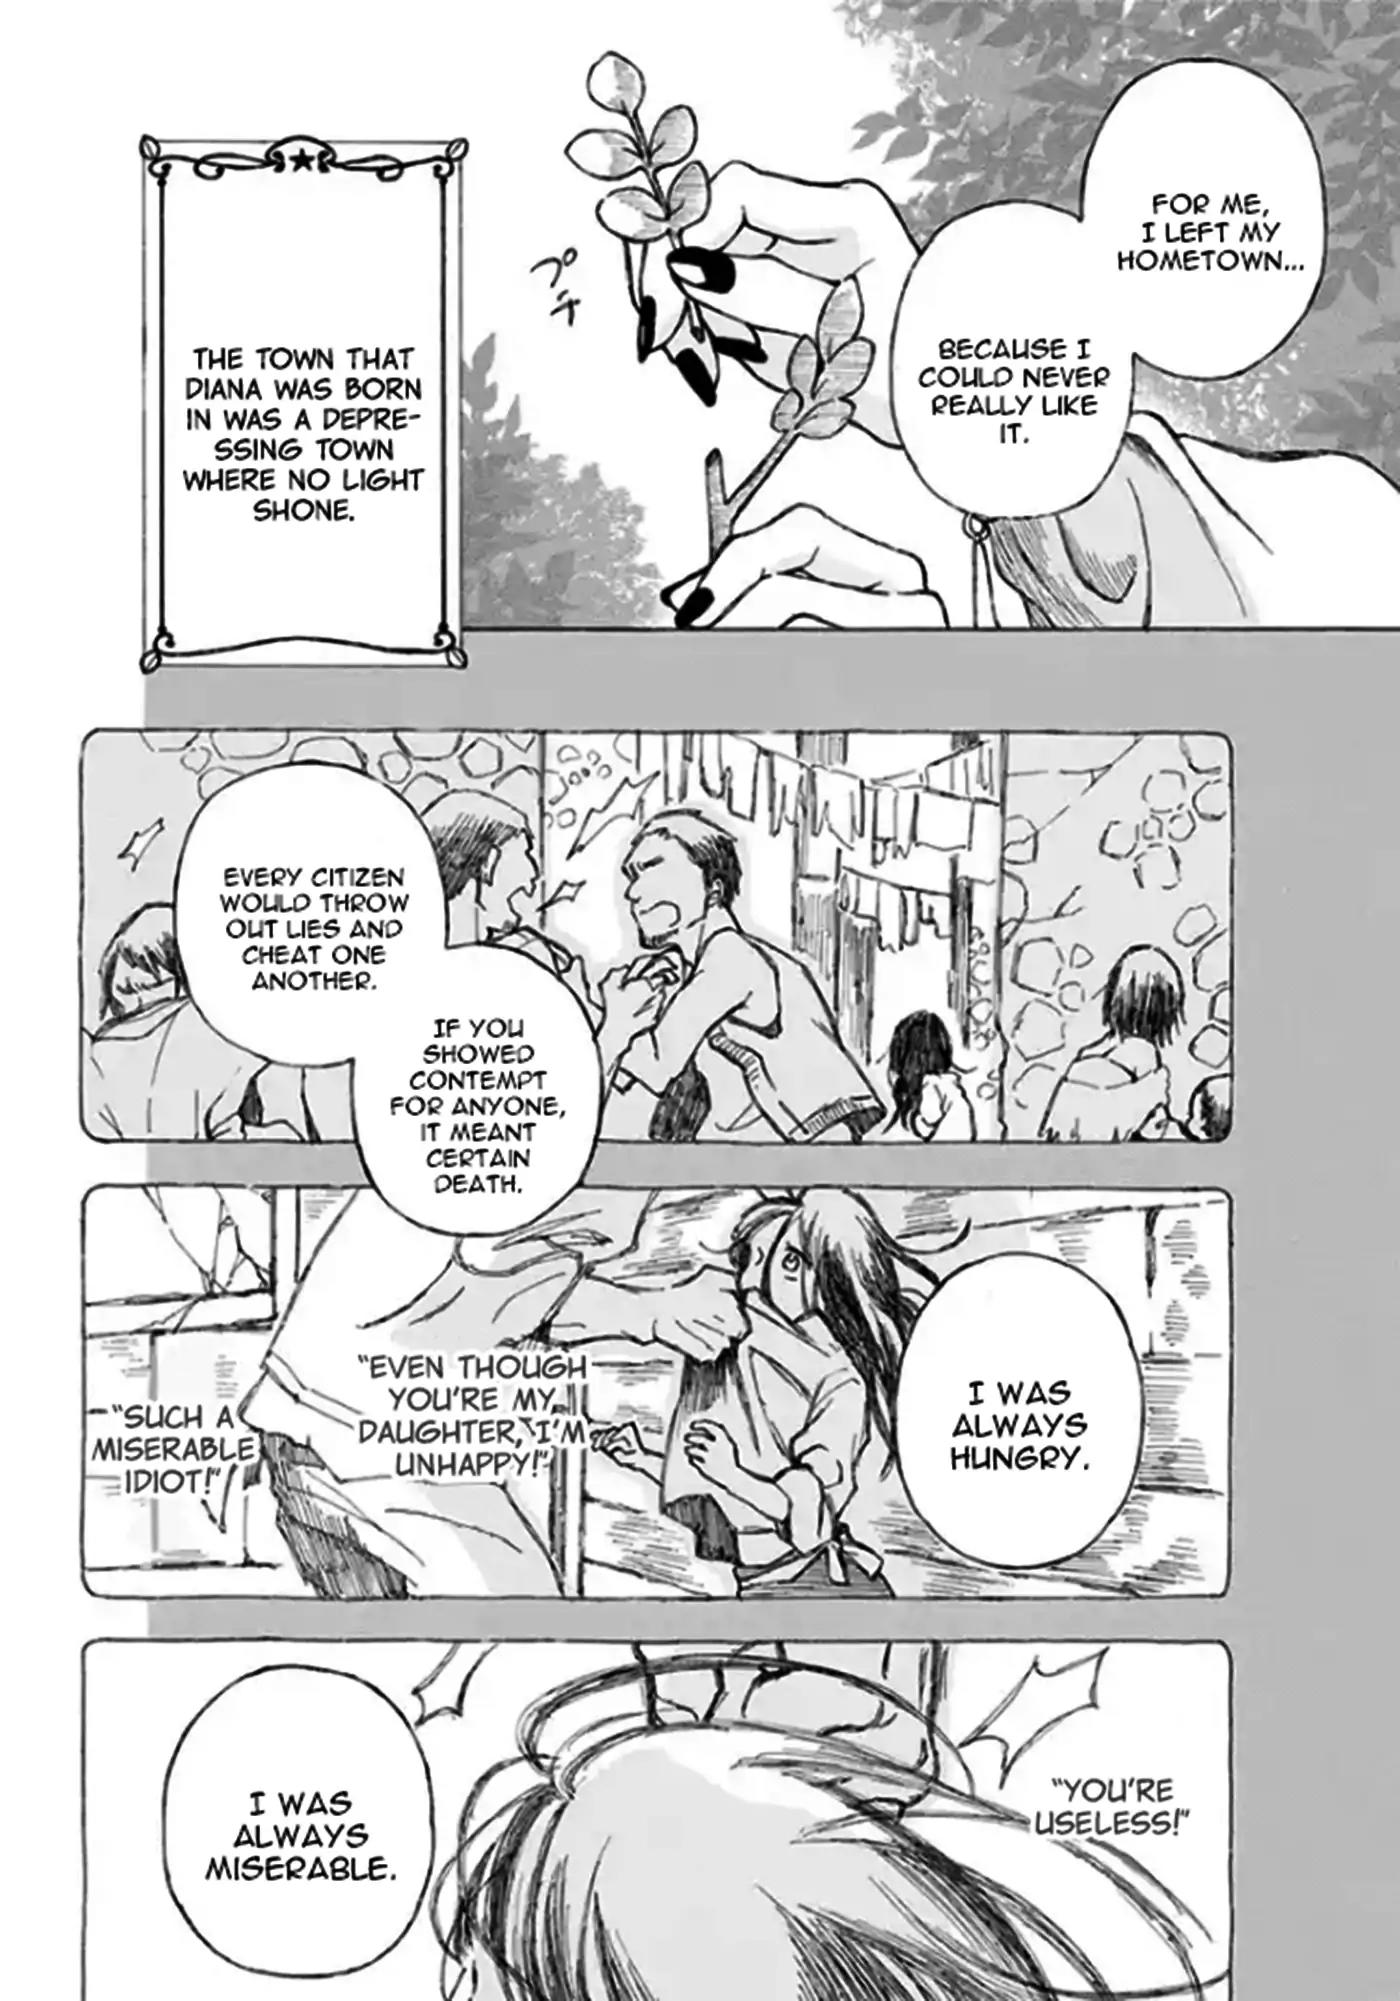 FOR ME,
I LEFT MY
HOMETOWN...
BECAUSE I
COULD NEVER
REALLY LIKE
IT.
プチ
THE TOWN THAT
DIANA WAS BORN
IN WAS A DEPRE-
SSING TOWN
WHERE NO LIGHT
SHONE.
EVERY CITIZEN
WOULD THROW
OUT LIES AND
CHEAT ONE
ANOTHER.
IF YOU
SHOWED
CONTEMPT
FOR ANYONE,
IT MEANT
CERTAIN
DEATH.
I WAS
ALWAYS
HUNGRY.
"EVEN THOUGH
YOU'RE MY
DAUGHTER, I'M
UNHAPPY!"
"SUCH A
MISERABLE
IDIOT!"
"YOU'RE
USELESS!"
I WAS
ALWAYS
MISERABLE.